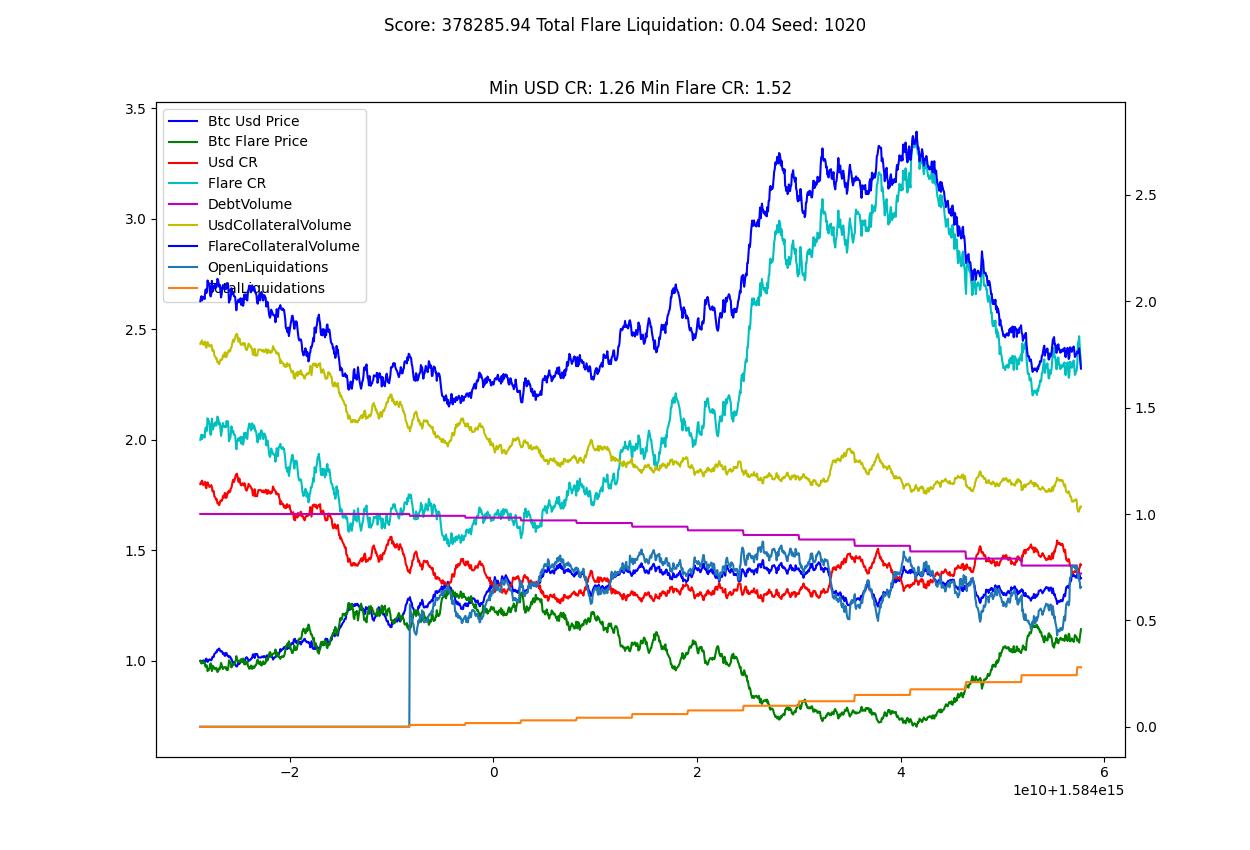 Score: 378285.94 Total Flare Liquidation: 0.04 Seed: 1020
Min USD CR: 1.26 Min Flare CR: 1.52
3.5
3.0
2.5
2.0
1.5
1.0
Btc Usd Price
Btc Flare Price
Usd CR
Flare CR
DebtVolume
UsdCollateralVolume
FlareCollateralVolume
OpenLiquidations
TotalLiquidations
2.5
2.0
1.5
1.0
0.5
0.0
−2 0 2 4 6
1e10+1.584e15